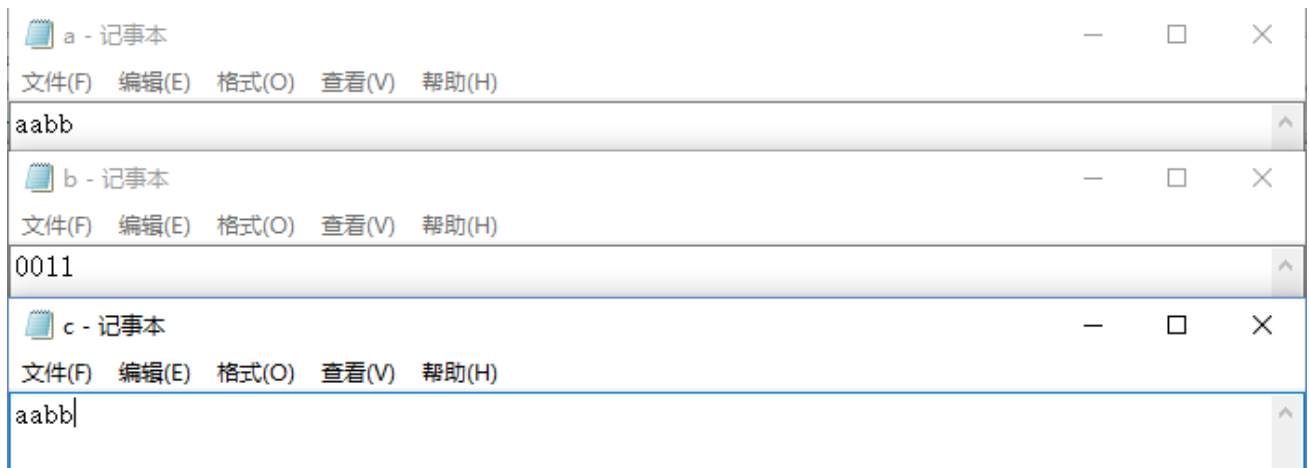 a - 记事本
文件(F) 编辑(E) 格式(O) 查看(V) 帮助(H)
aabb
b - 记事本
文件(F) 编辑(E) 格式(O) 查看(V) 帮助(H)
0011
c - 记事本
文件(F) 编辑(E) 格式(O) 查看(V) 帮助(H)
aabb